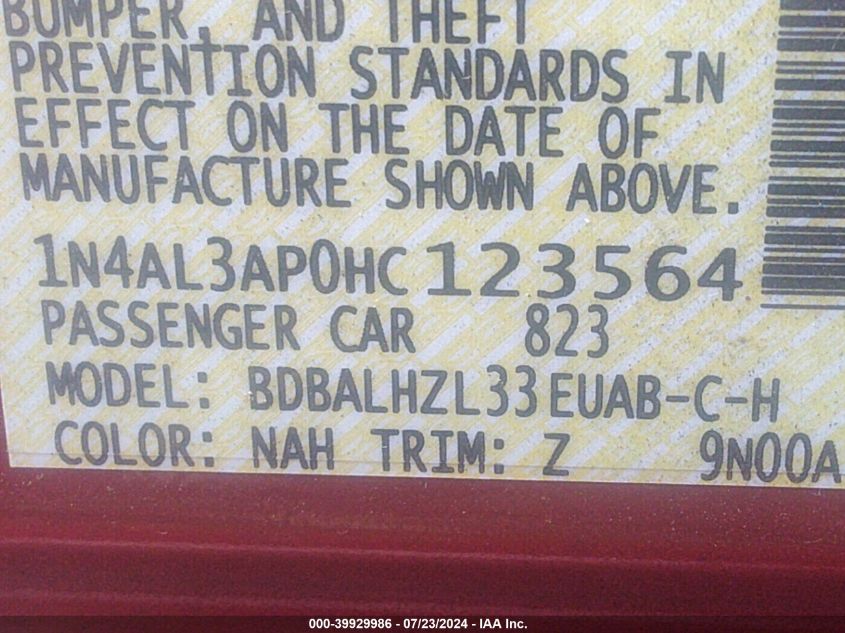 BUMPER, AND THEFT
PREVENTION STANDARDS IN
EFFECT ON THE DATE OF
MANUFACTURE SHOWN ABOVE.
1N4AL3AP0HC123564
PASSENGER CAR 823
MODEL: BDBALHZL33EUAB-C-H
COLOR: NAH TRIM: Z 9N00A
000-39929986 - 07/23/2024 - IAA Inc.